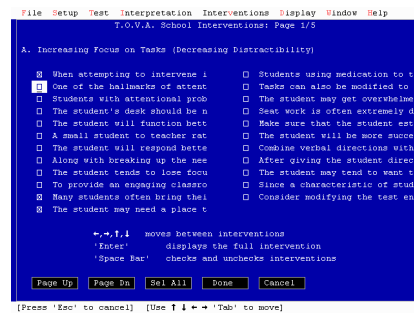 File Setup Test Interpretation Interventions Display Window Help
T.O.V.A. School Interventions: Page 1/5
A. Increasing Focus on Tasks (Decreasing Distractibility)
When attempting to intervene i Students using medication to t
One of the hallmarks of attent Tasks can also be modified to
Students with attentional prob The student may get overwhelme
The student's desk should be n Seat work is often extremely d
The student will function bett Make sure that the student est
A small student to teacher rat The student will be more succe
The student will respond bette Combine verbal directions with
Along with breaking up the nee After giving the student direc
The student tends to lose focu The student may tend to want t
To provide an engaging classro Since a characteristic of stud
Many students often bring thei Consider modifying the test en
The student may need a place t
←,→,↑,↓ moves between interventions
'Enter' displays the full intervention
'Space Bar' checks and unchecks interventions
Page Up Page Dn Sel All Done Cancel
[Press 'Esc' to cancel] [Use ↑ ↓ ← → 'Tab' to move]